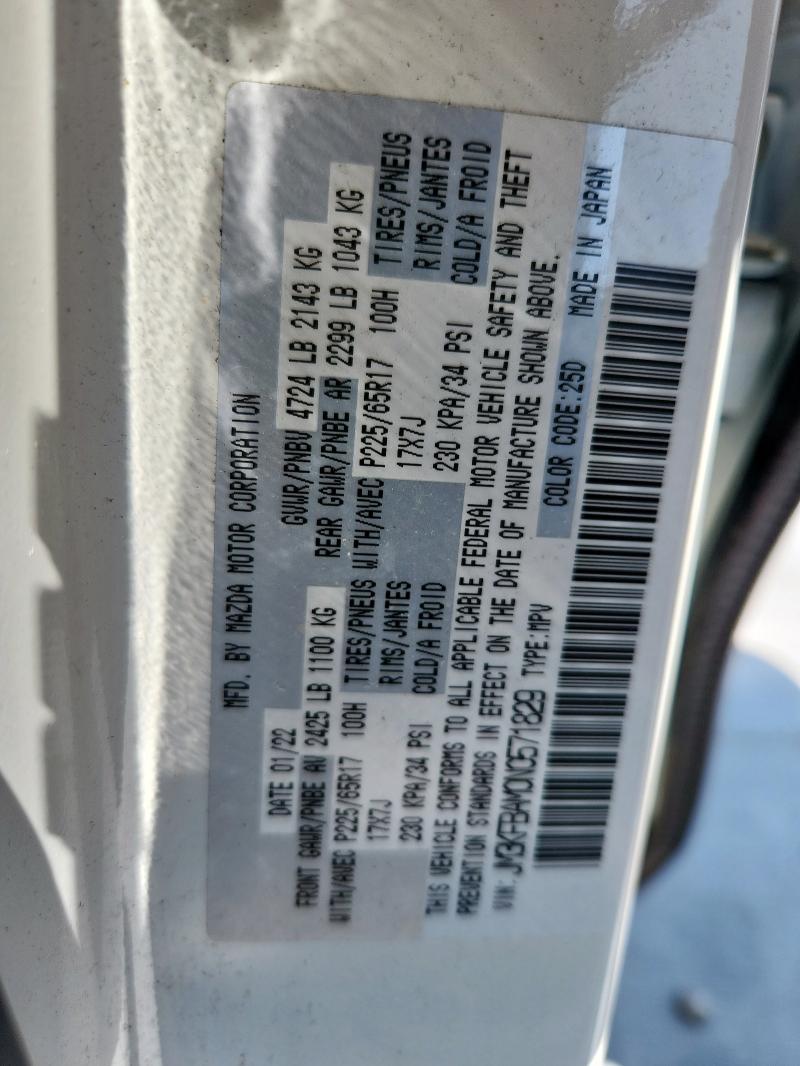 MFD. BY MAZDA MOTOR CORPORATION
DATE 01/22 GVWR/PNBV 4724 LB 2143 KG
FRONT GAWR/PNBE AV 2425 LB 1100 KG REAR GAWR/PNBE AR 2299 LB 1043 KG
WITH/AVEC P225/65R17 100H TIRES/PNEUS WITH/AVEC P225/65R17 100H TIRES/PNEUS
17X7J RIMS/JANTES 17X7J RIMS/JANTES
230 KPA/34 PSI COLD/A FROID 230 KPA/34 PSI COLD/A FROID
THIS VEHICLE CONFORMS TO ALL APPLICABLE FEDERAL MOTOR VEHICLE SAFETY AND THEFT
PREVENTION STANDARDS IN EFFECT ON THE DATE OF MANUFACTURE SHOWN ABOVE.
VIN: JM3KFBAM0N0571829 TYPE:MPV COLOR CODE:25D MADE IN JAPAN